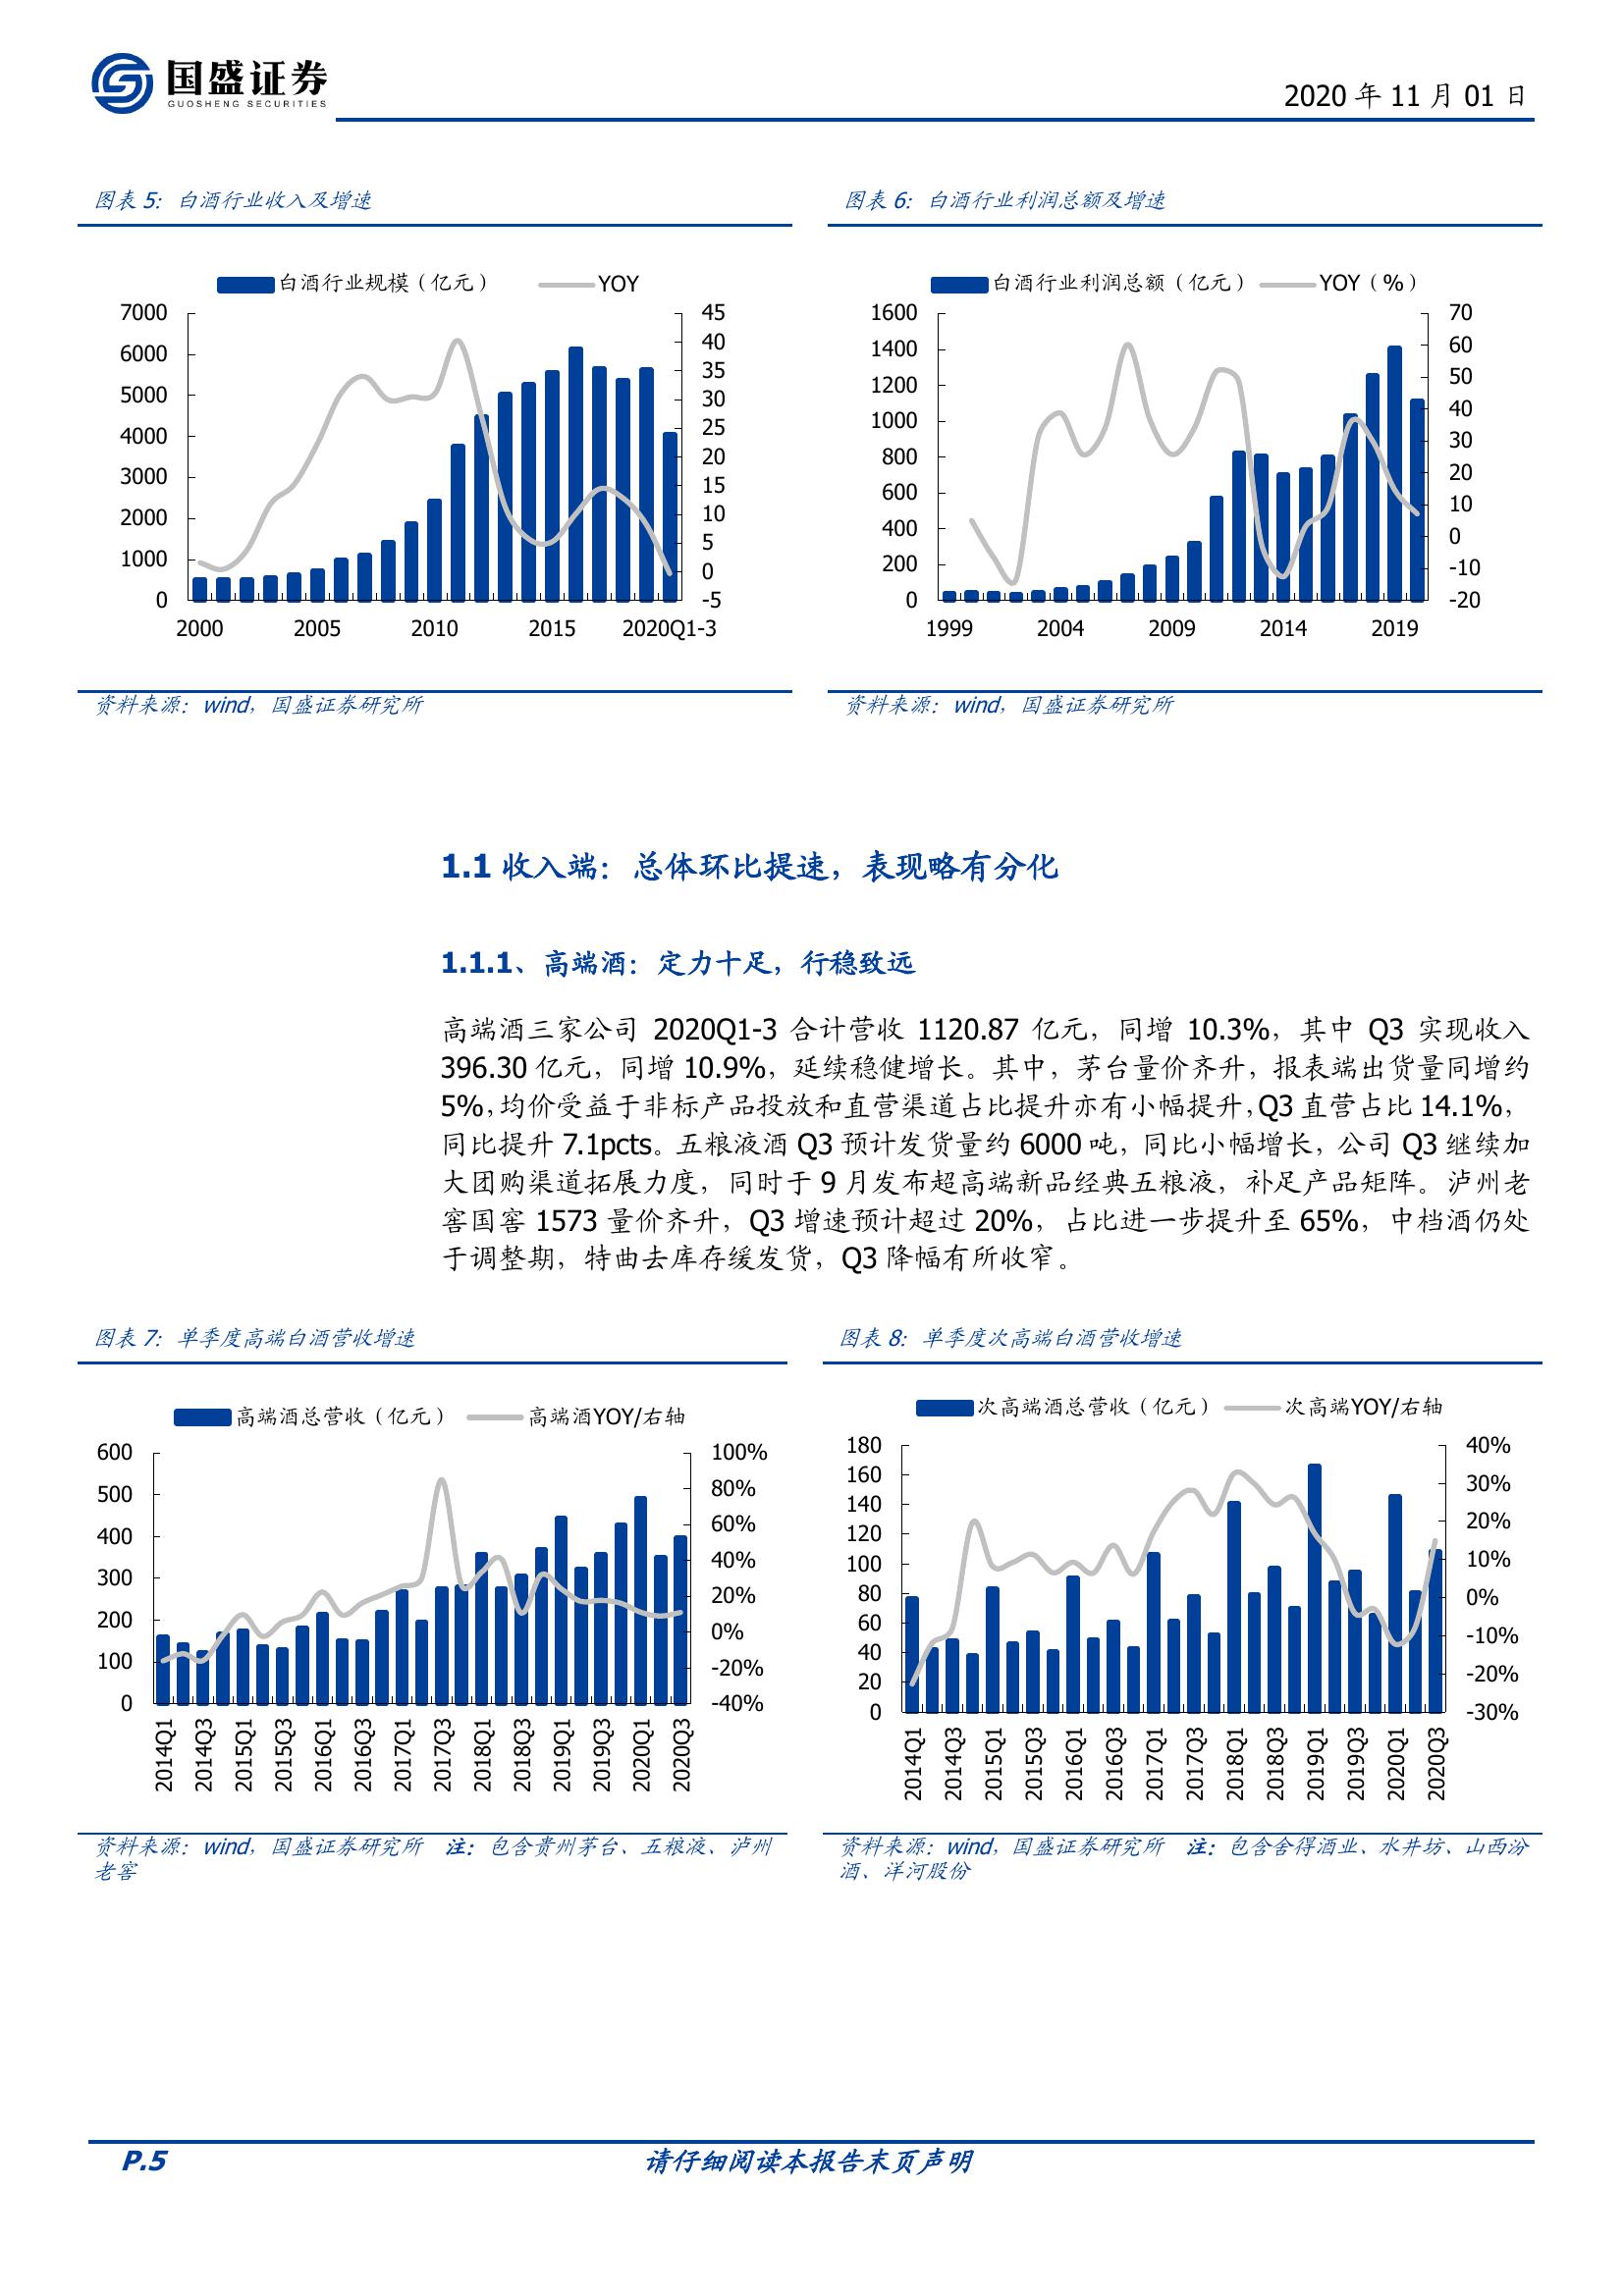 国盛证券
GUOSHENG SECURITIES
2020 年 11 月 01 日
图表 5：白酒行业收入及增速
白酒行业规模（亿元） YOY
7000
6000
5000
4000
3000
2000
1000
0
45
40
35
30
25
20
15
10
5
0
-5
2000 2005 2010 2015 2020Q1-3
资料来源：wind，国盛证券研究所
图表 6：白酒行业利润总额及增速
白酒行业利润总额（亿元） YOY（%）
1600
1400
1200
1000
800
600
400
200
0
70
60
50
40
30
20
10
0
-10
-20
1999 2004 2009 2014 2019
资料来源：wind，国盛证券研究所
1.1 收入端：总体环比提速，表现略有分化
1.1.1、高端酒：定力十足，行稳致远
高端酒三家公司 2020Q1-3 合计营收 1120.87 亿元，同增 10.3%，其中 Q3 实现收入
396.30 亿元，同增 10.9%，延续稳健增长。其中，茅台量价齐升，报表端出货量同增约
5%，均价受益于非标产品投放和直营渠道占比提升亦有小幅提升，Q3 直营占比 14.1%，
同比提升 7.1pcts。五粮液酒 Q3 预计发货量约 6000 吨，同比小幅增长，公司 Q3 继续加
大团购渠道拓展力度，同时于 9 月发布超高端新品经典五粮液，补足产品矩阵。泸州老
窖国窖 1573 量价齐升，Q3 增速预计超过 20%，占比进一步提升至 65%，中档酒仍处
于调整期，特曲去库存缓发货，Q3 降幅有所收窄。
图表 7：单季度高端白酒营收增速
高端酒总营收（亿元） 高端酒YOY/右轴
600
500
400
300
200
100
0
100%
80%
60%
40%
20%
0%
-20%
-40%
2014Q1 2014Q3 2015Q1 2015Q3 2016Q1 2016Q3 2017Q1 2017Q3 2018Q1 2018Q3 2019Q1 2019Q3 2020Q1 2020Q3
资料来源：wind，国盛证券研究所 注：包含贵州茅台、五粮液、泸州
老窖
图表 8：单季度次高端白酒营收增速
次高端酒总营收（亿元） 次高端YOY/右轴
180
160
140
120
100
80
60
40
20
0
40%
30%
20%
10%
0%
-10%
-20%
-30%
2014Q1 2014Q3 2015Q1 2015Q3 2016Q1 2016Q3 2017Q1 2017Q3 2018Q1 2018Q3 2019Q1 2019Q3 2020Q1 2020Q3
资料来源：wind，国盛证券研究所 注：包含舍得酒业、水井坊、山西汾
酒、洋河股份
P.5 请仔细阅读本报告末页声明